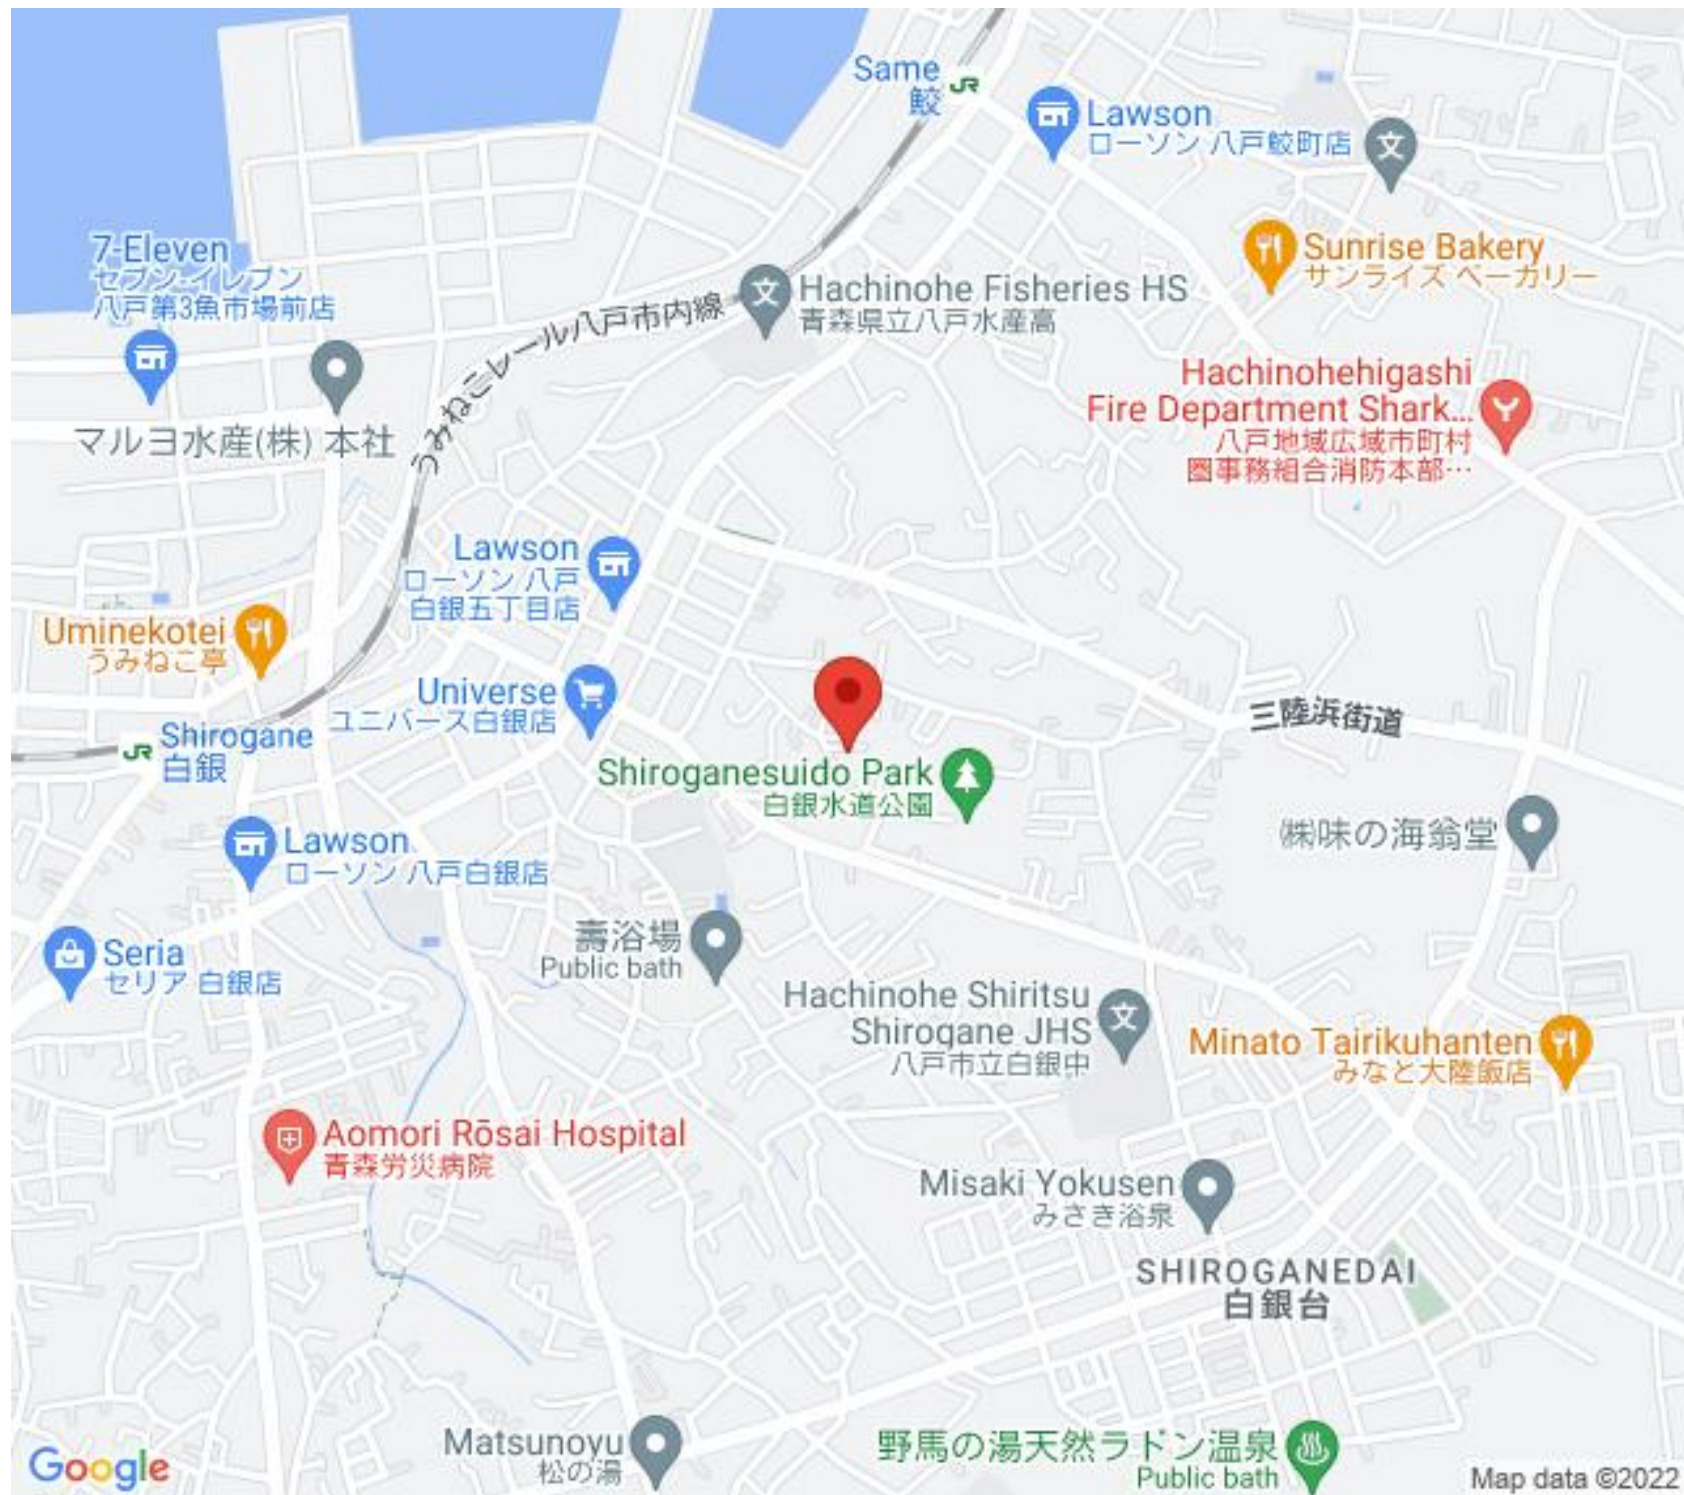 Same
鮫
JR
Lawson
ローソン 八戸鮫町店
文
7-Eleven
セブン-イレブン
八戸第3魚市場前店
Sunrise Bakery
サンライズ ベーカリー
文
Hachinohe Fisheries HS
青森県立八戸水産高
うみねこレール八戸市内線
マルヨ水産(株) 本社
Hachinohehigashi
Fire Department Shark...
八戸地域広域市町村
圏事務組合消防本部…
Lawson
ローソン 八戸
白銀五丁目店
Uminekotei
うみねこ亭
Universe
ユニバース白銀店
JR
Shirogane
白銀
三陸浜街道
Shiroganesuido Park
白銀水道公園
㈱味の海翁堂
Lawson
ローソン 八戸白銀店
Seria
セリア 白銀店
壽浴場
Public bath
Hachinohe Shiritsu
Shirogane JHS
八戸市立白銀中
文
Minato Tairikuhanten
みなと大陸飯店
Aomori Rōsai Hospital
青森労災病院
Misaki Yokusen
みさき浴泉
SHIROGANEDAI
白銀台
Matsunoyu
松の湯
野馬の湯天然ラドン温泉
Public bath
Google
Map data ©2022